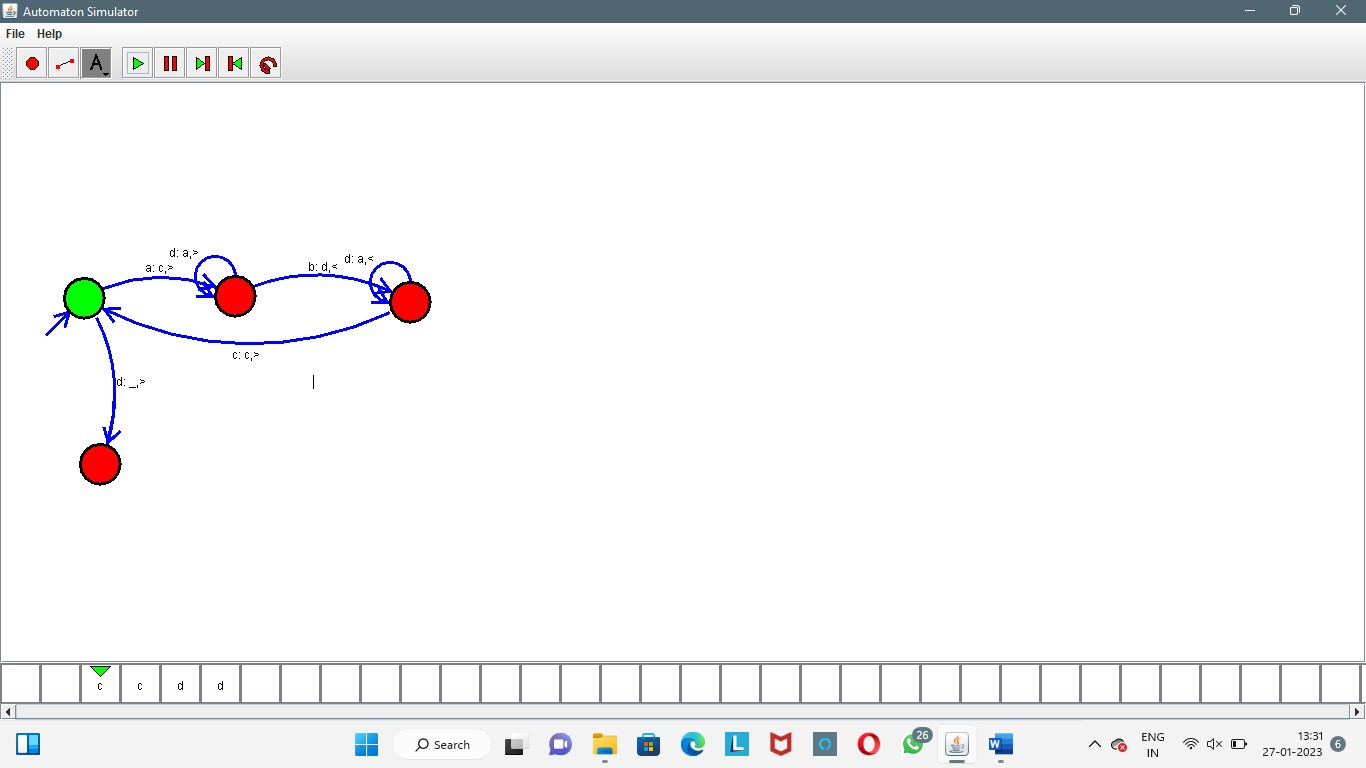 Automaton Simulator
File Help
A
d: a,>
d: a,<
a: c,>
b: d,<
c: c,>
d: _,>
c c d d
Search
L
26
W
ENG
IN
13:31
27-01-2023
6